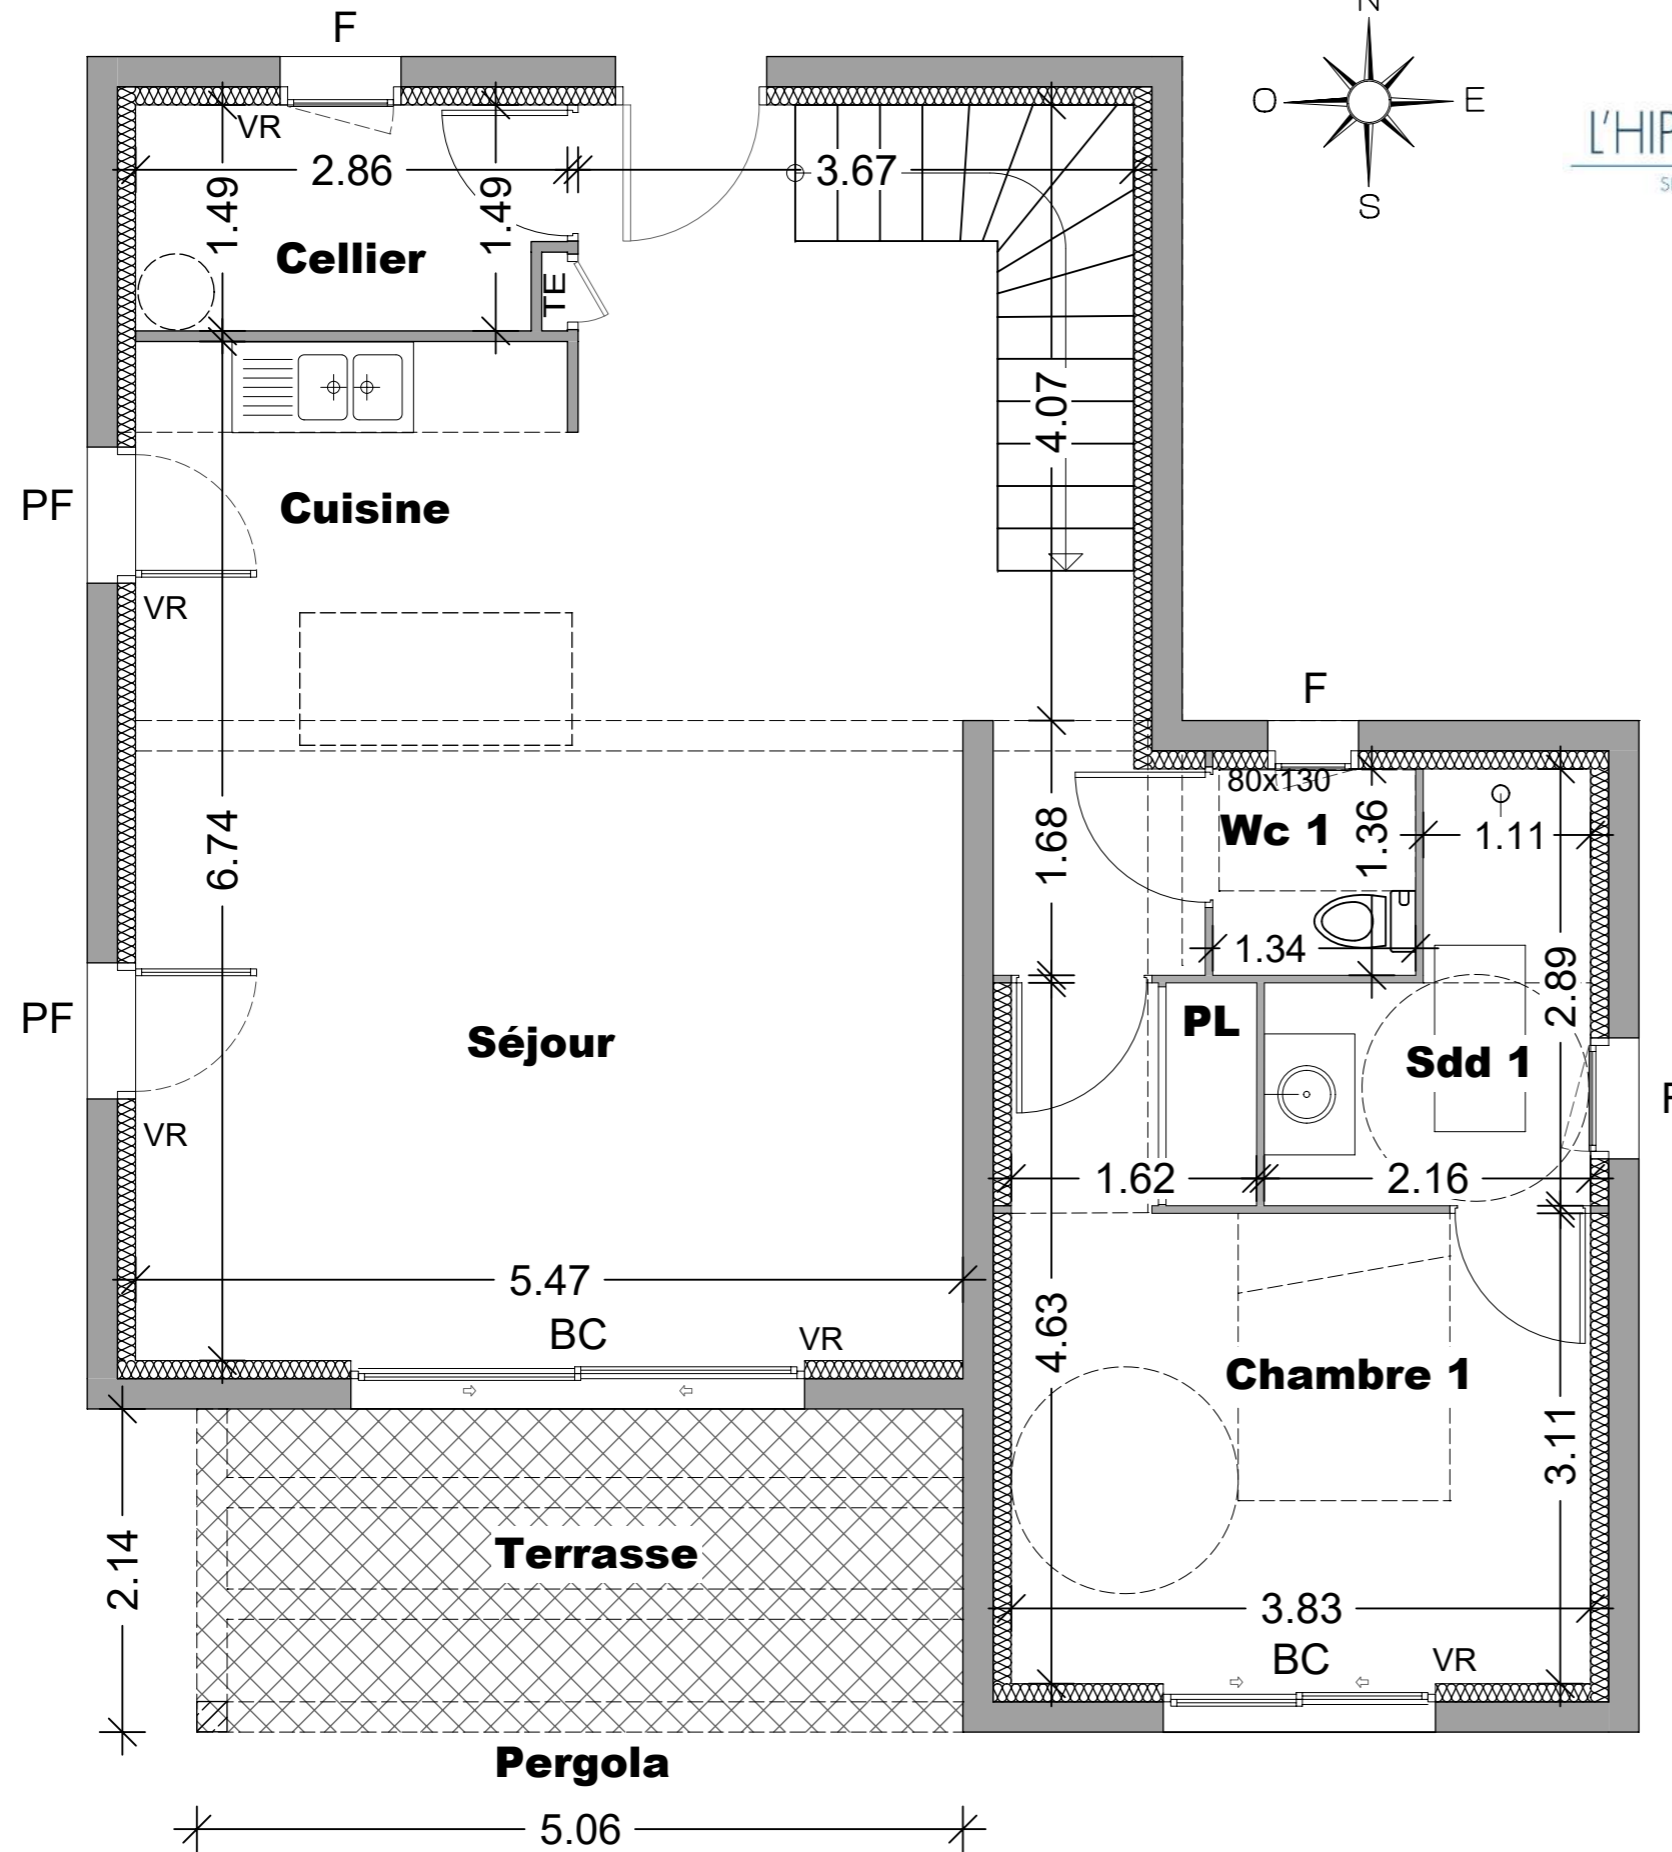 N
F
O
E
L'HIP
VR
2.86
3.67
S
1.49
1.49
Cellier
TE
4.07
PF
Cuisine
VR
F
80x130
Wc 1
1.36
1.11
6.74
1.68
1.34
2.89
PF
Séjour
PL
Sdd 1
VR
1.62
2.16
5.47
BC
VR
4.63
Chambre 1
3.11
2.14
Terrasse
3.83
BC
VR
Pergola
5.06